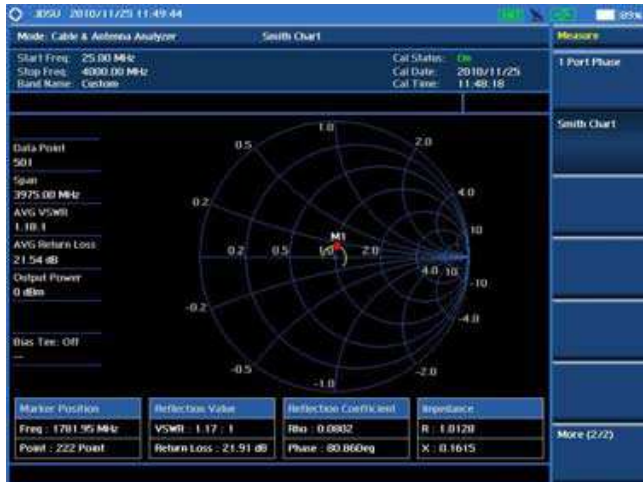 JDSU 2010/11/25 11:49:44
89%
Mode: Cable & Antenna Analyzer Smith Chart
Measure
Start Freq: 25.00 MHz
Stop Freq: 4000.00 MHz
Band Name: Custom
Cal Status: On
Cal Date: 2010/11/25
Cal Time: 11:48:18
1 Port Phase
Smith Chart
Data Point
501
Span
3975.00 MHz
AVG VSWR
1.18:1
AVG Return Loss
21.54 dB
Output Power
0 dBm
Bias Tee: Off
---
1.0
0.5 2.0
0.2 4.0
10
M1
0.2 0.5 1.0 2.0 4.0 10
-10
-0.2 -4.0
-0.5 -2.0
-1.0
Marker Position Reflection Value Reflection Coefficient Impedance
Freq : 1781.95 MHz VSWR : 1.17 : 1 Rho : 0.0802 R : 1.0128
Point : 222 Point Return Loss : 21.91 dB Phase : 80.86Deg X : 0.1615
More (2/2)